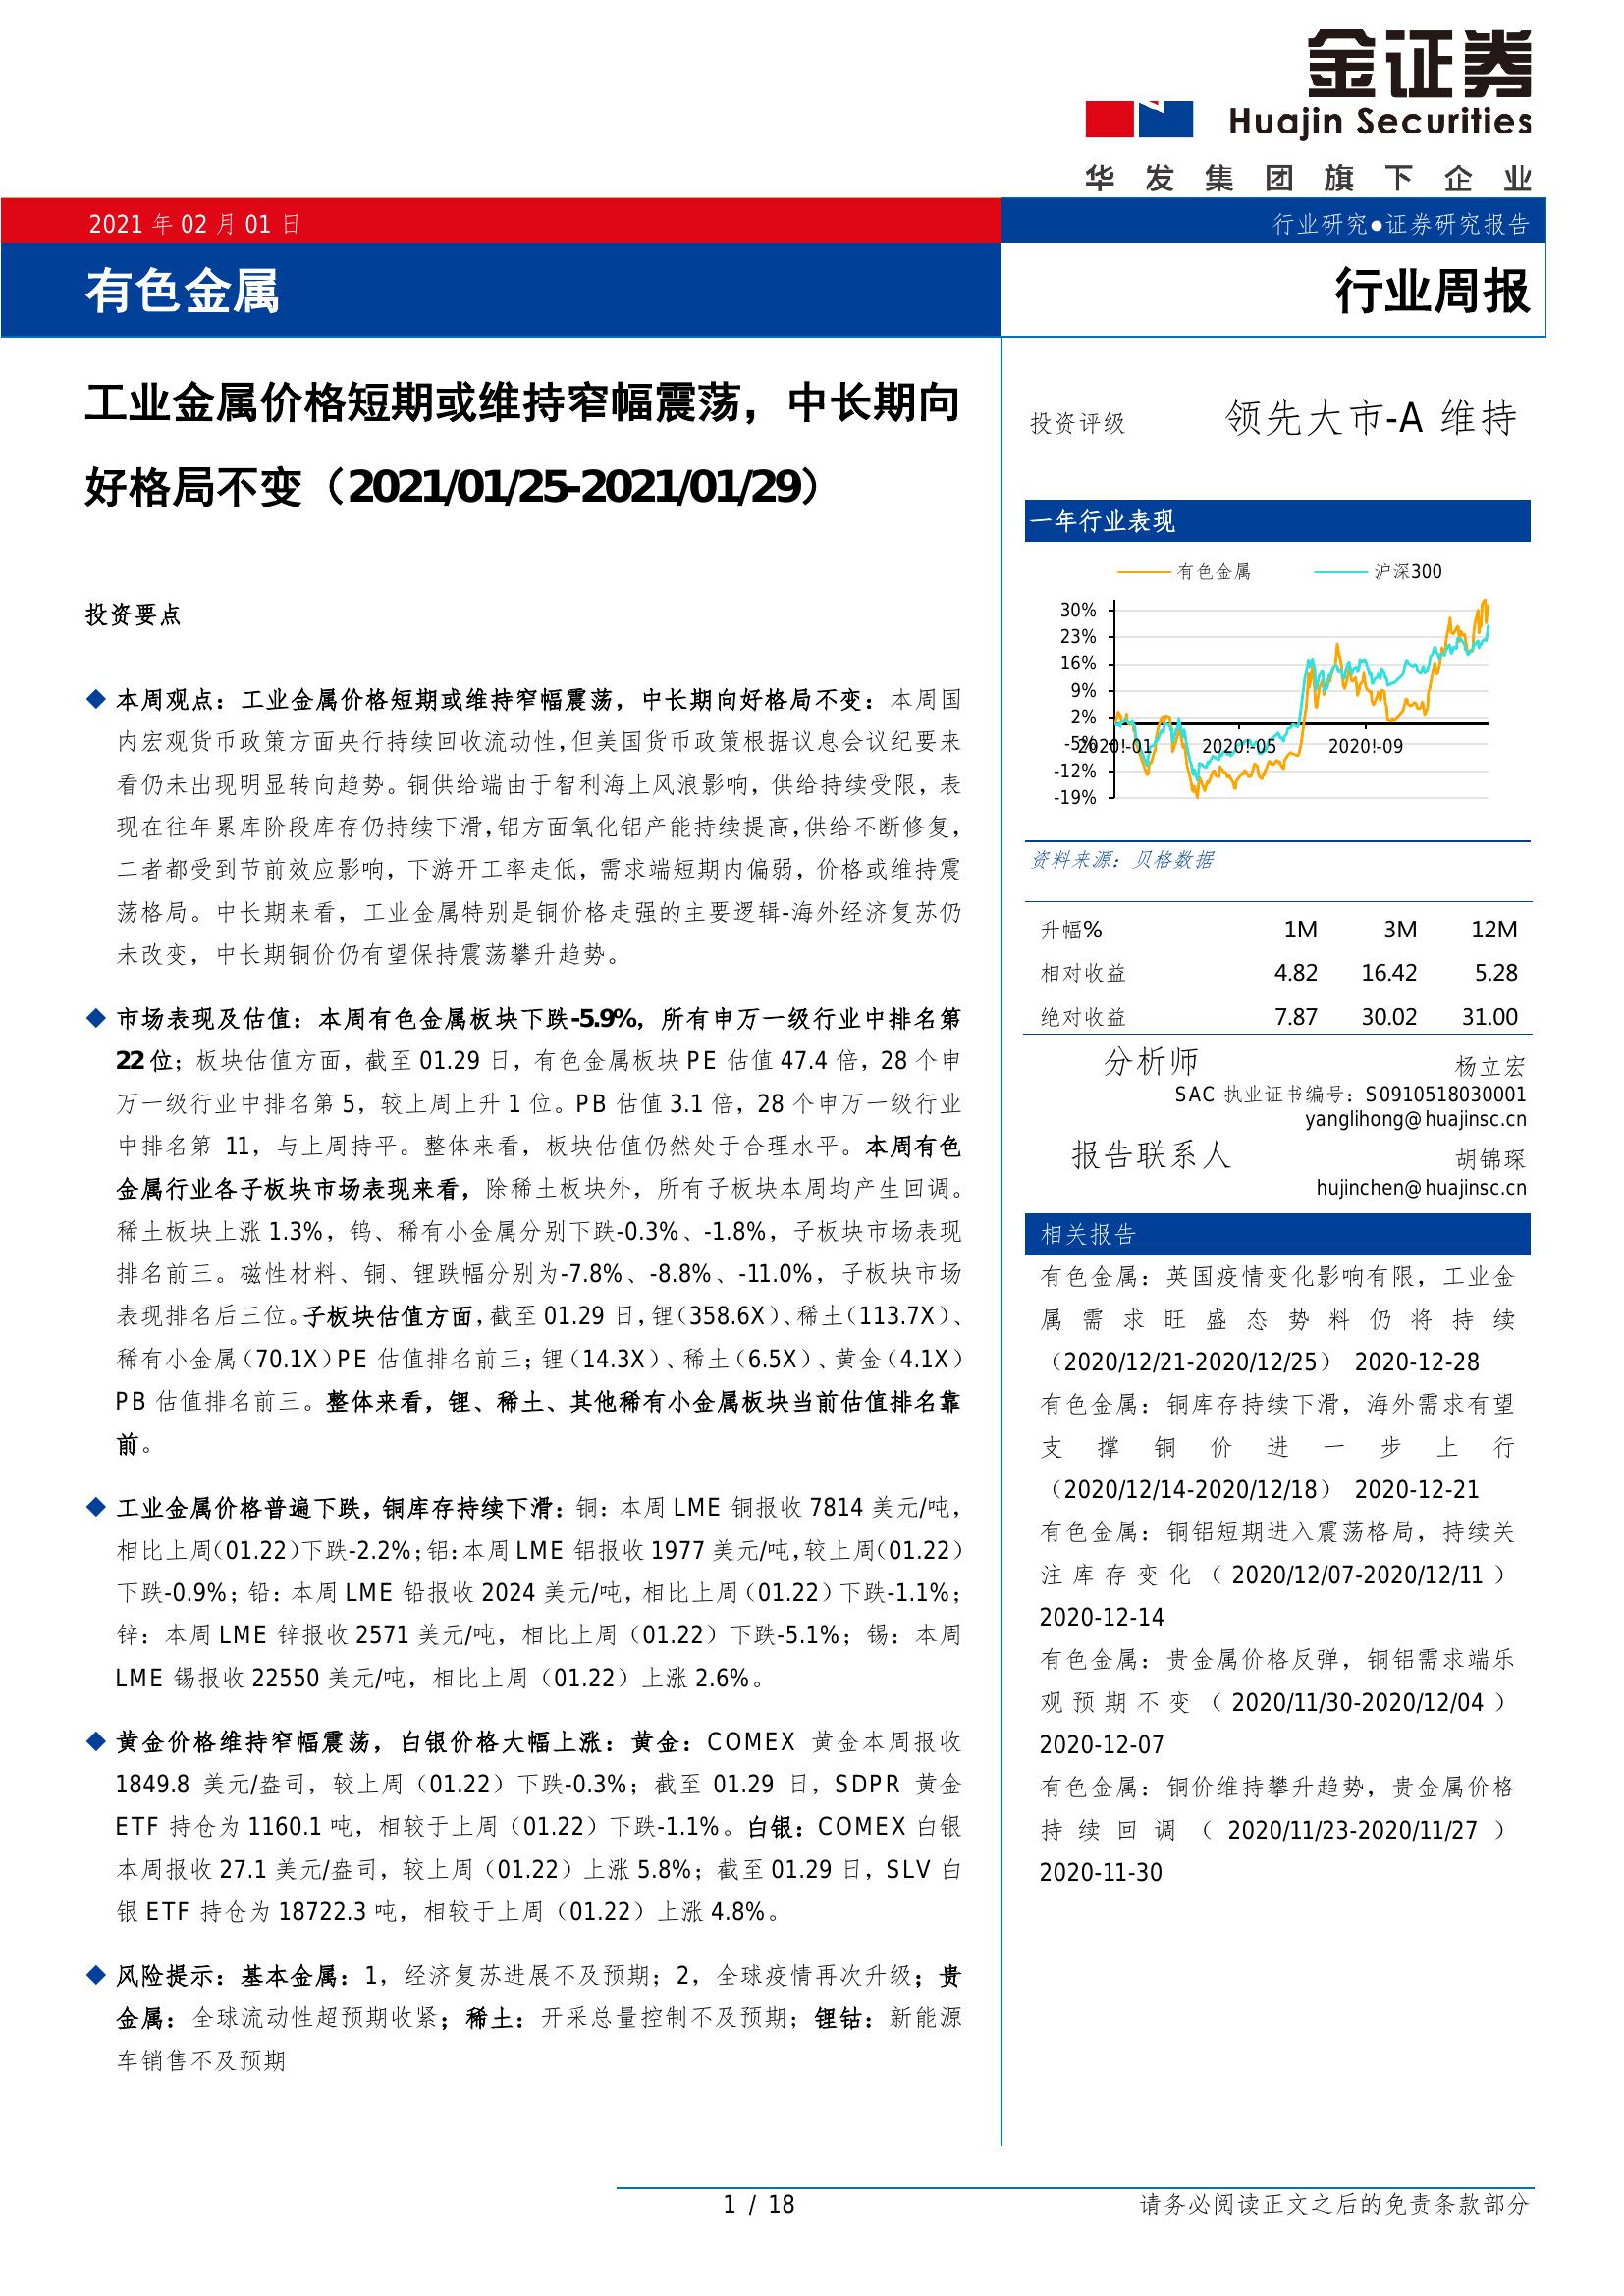 金证券
Huajin Securities
华发集团旗下企业
2021 年 02 月 01 日
行业研究●证券研究报告
有色金属
行业周报
工业金属价格短期或维持窄幅震荡，中长期向
好格局不变（2021/01/25-2021/01/29）
投资要点
◆ 本周观点：工业金属价格短期或维持窄幅震荡，中长期向好格局不变：本周国
内宏观货币政策方面央行持续回收流动性，但美国货币政策根据议息会议纪要来
看仍未出现明显转向趋势。铜供给端由于智利海上风浪影响，供给持续受限，表
现在往年累库阶段库存仍持续下滑，铝方面氧化铝产能持续提高，供给不断修复，
二者都受到节前效应影响，下游开工率走低，需求端短期内偏弱，价格或维持震
荡格局。中长期来看，工业金属特别是铜价格走强的主要逻辑-海外经济复苏仍
未改变，中长期铜价仍有望保持震荡攀升趋势。
◆ 市场表现及估值：本周有色金属板块下跌-5.9%，所有申万一级行业中排名第
22 位；板块估值方面，截至 01.29 日，有色金属板块 PE 估值 47.4 倍，28 个申
万一级行业中排名第 5，较上周上升 1 位。PB 估值 3.1 倍，28 个申万一级行业
中排名第 11，与上周持平。整体来看，板块估值仍然处于合理水平。本周有色
金属行业各子板块市场表现来看，除稀土板块外，所有子板块本周均产生回调。
稀土板块上涨 1.3%，钨、稀有小金属分别下跌-0.3%、-1.8%，子板块市场表现
排名前三。磁性材料、铜、锂跌幅分别为-7.8%、-8.8%、-11.0%，子板块市场
表现排名后三位。子板块估值方面，截至 01.29 日，锂（358.6X）、稀土（113.7X）、
稀有小金属（70.1X）PE 估值排名前三；锂（14.3X）、稀土（6.5X）、黄金（4.1X）
PB 估值排名前三。整体来看，锂、稀土、其他稀有小金属板块当前估值排名靠
前。
◆ 工业金属价格普遍下跌，铜库存持续下滑：铜：本周 LME 铜报收 7814 美元/吨，
相比上周（01.22）下跌-2.2%；铝：本周 LME 铝报收 1977 美元/吨，较上周（01.22）
下跌-0.9%；铅：本周 LME 铅报收 2024 美元/吨，相比上周（01.22）下跌-1.1%；
锌：本周 LME 锌报收 2571 美元/吨，相比上周（01.22）下跌-5.1%；锡：本周
LME 锡报收 22550 美元/吨，相比上周（01.22）上涨 2.6%。
◆ 黄金价格维持窄幅震荡，白银价格大幅上涨：黄金：COMEX 黄金本周报收
1849.8 美元/盎司，较上周（01.22）下跌-0.3%；截至 01.29 日，SDPR 黄金
ETF 持仓为 1160.1 吨，相较于上周（01.22）下跌-1.1%。白银：COMEX 白银
本周报收 27.1 美元/盎司，较上周（01.22）上涨 5.8%；截至 01.29 日，SLV 白
银 ETF 持仓为 18722.3 吨，相较于上周（01.22）上涨 4.8%。
◆ 风险提示：基本金属：1，经济复苏进展不及预期；2，全球疫情再次升级；贵
金属：全球流动性超预期收紧；稀土：开采总量控制不及预期；锂钴：新能源
车销售不及预期
投资评级 领先大市-A 维持
一年行业表现
有色金属 沪深300
30%
23%
16%
9%
2%
-5%
-12%
-19%
2020!-01 2020!-05 2020!-09
资料来源：贝格数据
升幅% 1M 3M 12M
相对收益 4.82 16.42 5.28
绝对收益 7.87 30.02 31.00
分析师 杨立宏
SAC 执业证书编号：S0910518030001
yanglihong@huajinsc.cn
报告联系人 胡锦琛
hujinchen@huajinsc.cn
相关报告
有色金属：英国疫情变化影响有限，工业金
属需求旺盛态势料仍将持续
（2020/12/21-2020/12/25） 2020-12-28
有色金属：铜库存持续下滑，海外需求有望
支撑铜价进一步上行
（2020/12/14-2020/12/18） 2020-12-21
有色金属：铜铝短期进入震荡格局，持续关
注库存变化（2020/12/07-2020/12/11）
2020-12-14
有色金属：贵金属价格反弹，铜铝需求端乐
观预期不变（2020/11/30-2020/12/04）
2020-12-07
有色金属：铜价维持攀升趋势，贵金属价格
持续回调（2020/11/23-2020/11/27）
2020-11-30
1 / 18
请务必阅读正文之后的免责条款部分